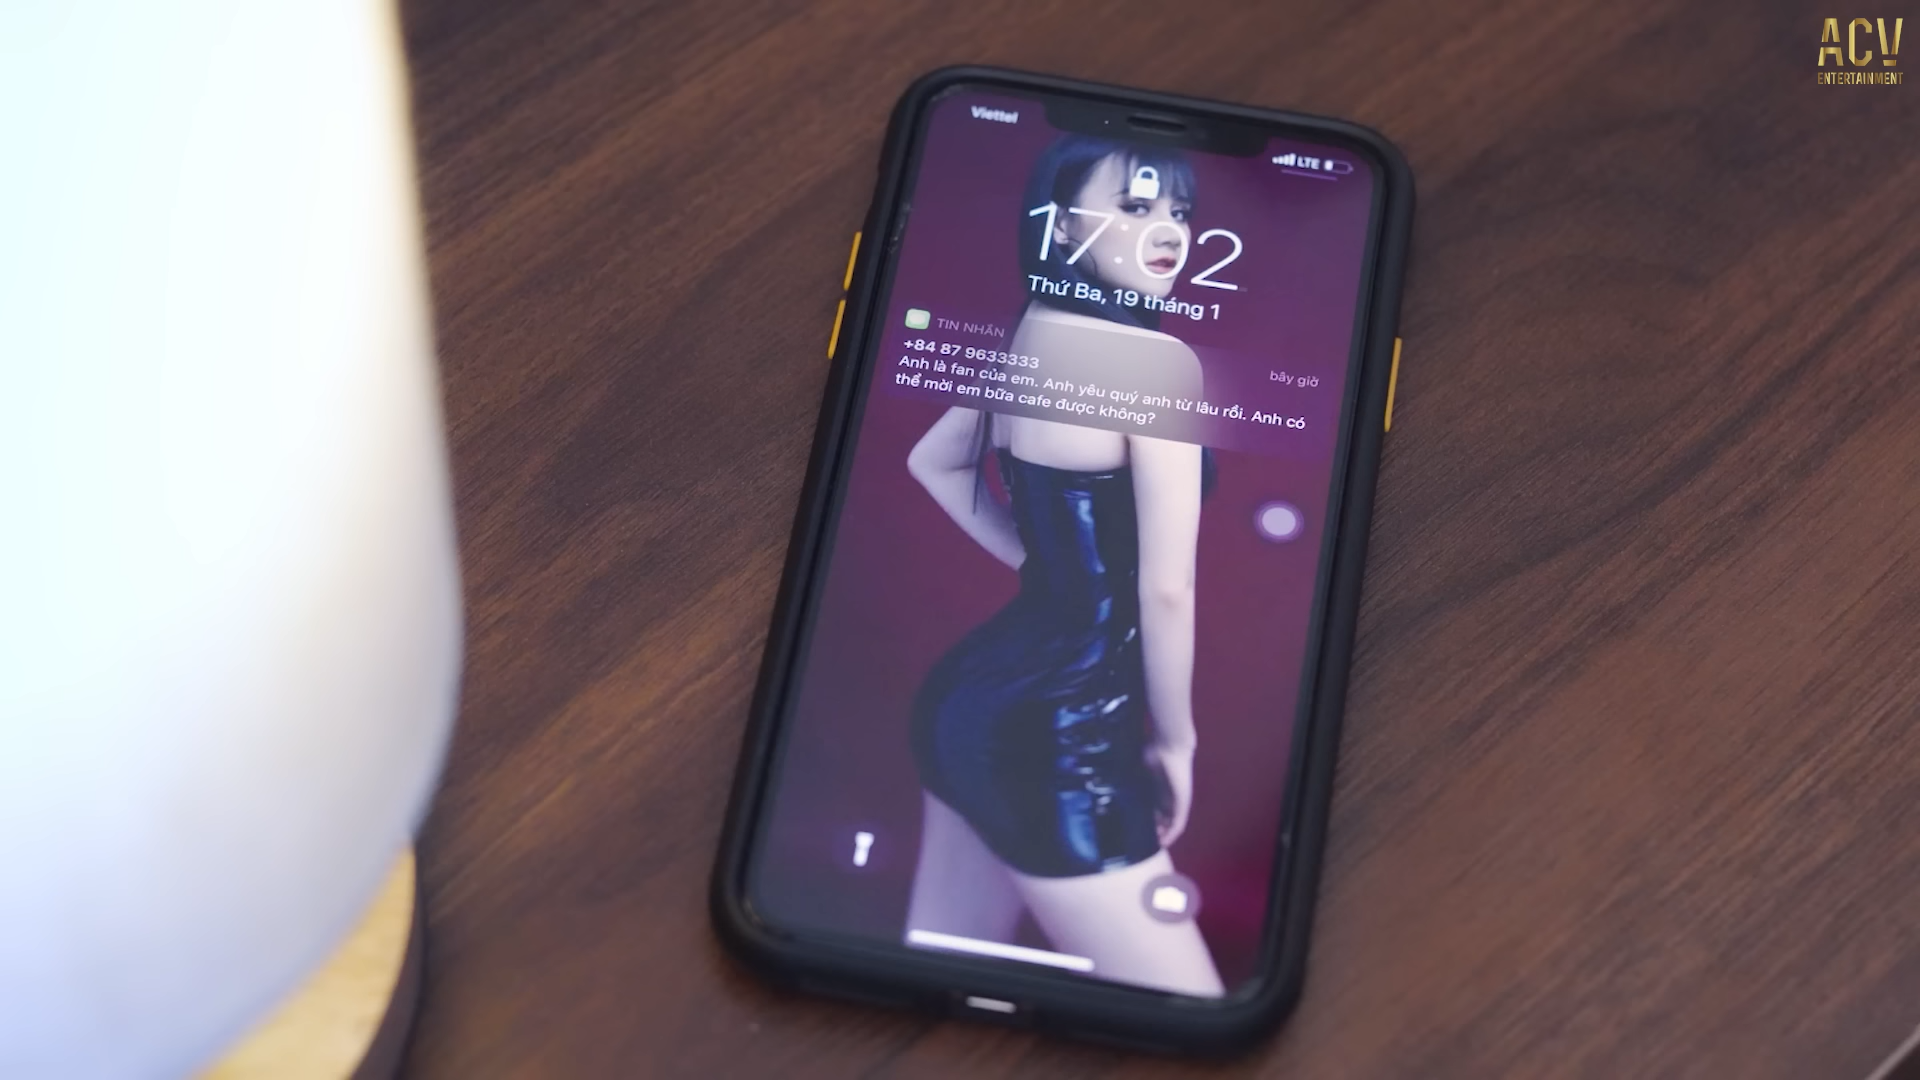 ACV
ENTERTAINMENT
Viettel
LTE
17:02
Thứ Ba, 19 tháng 1
TIN NHẮN
bây giờ
+84 87 9633333
Anh là fan của em. Anh yêu quý anh từ lâu rồi. Anh có
thể mời em bữa cafe được không?